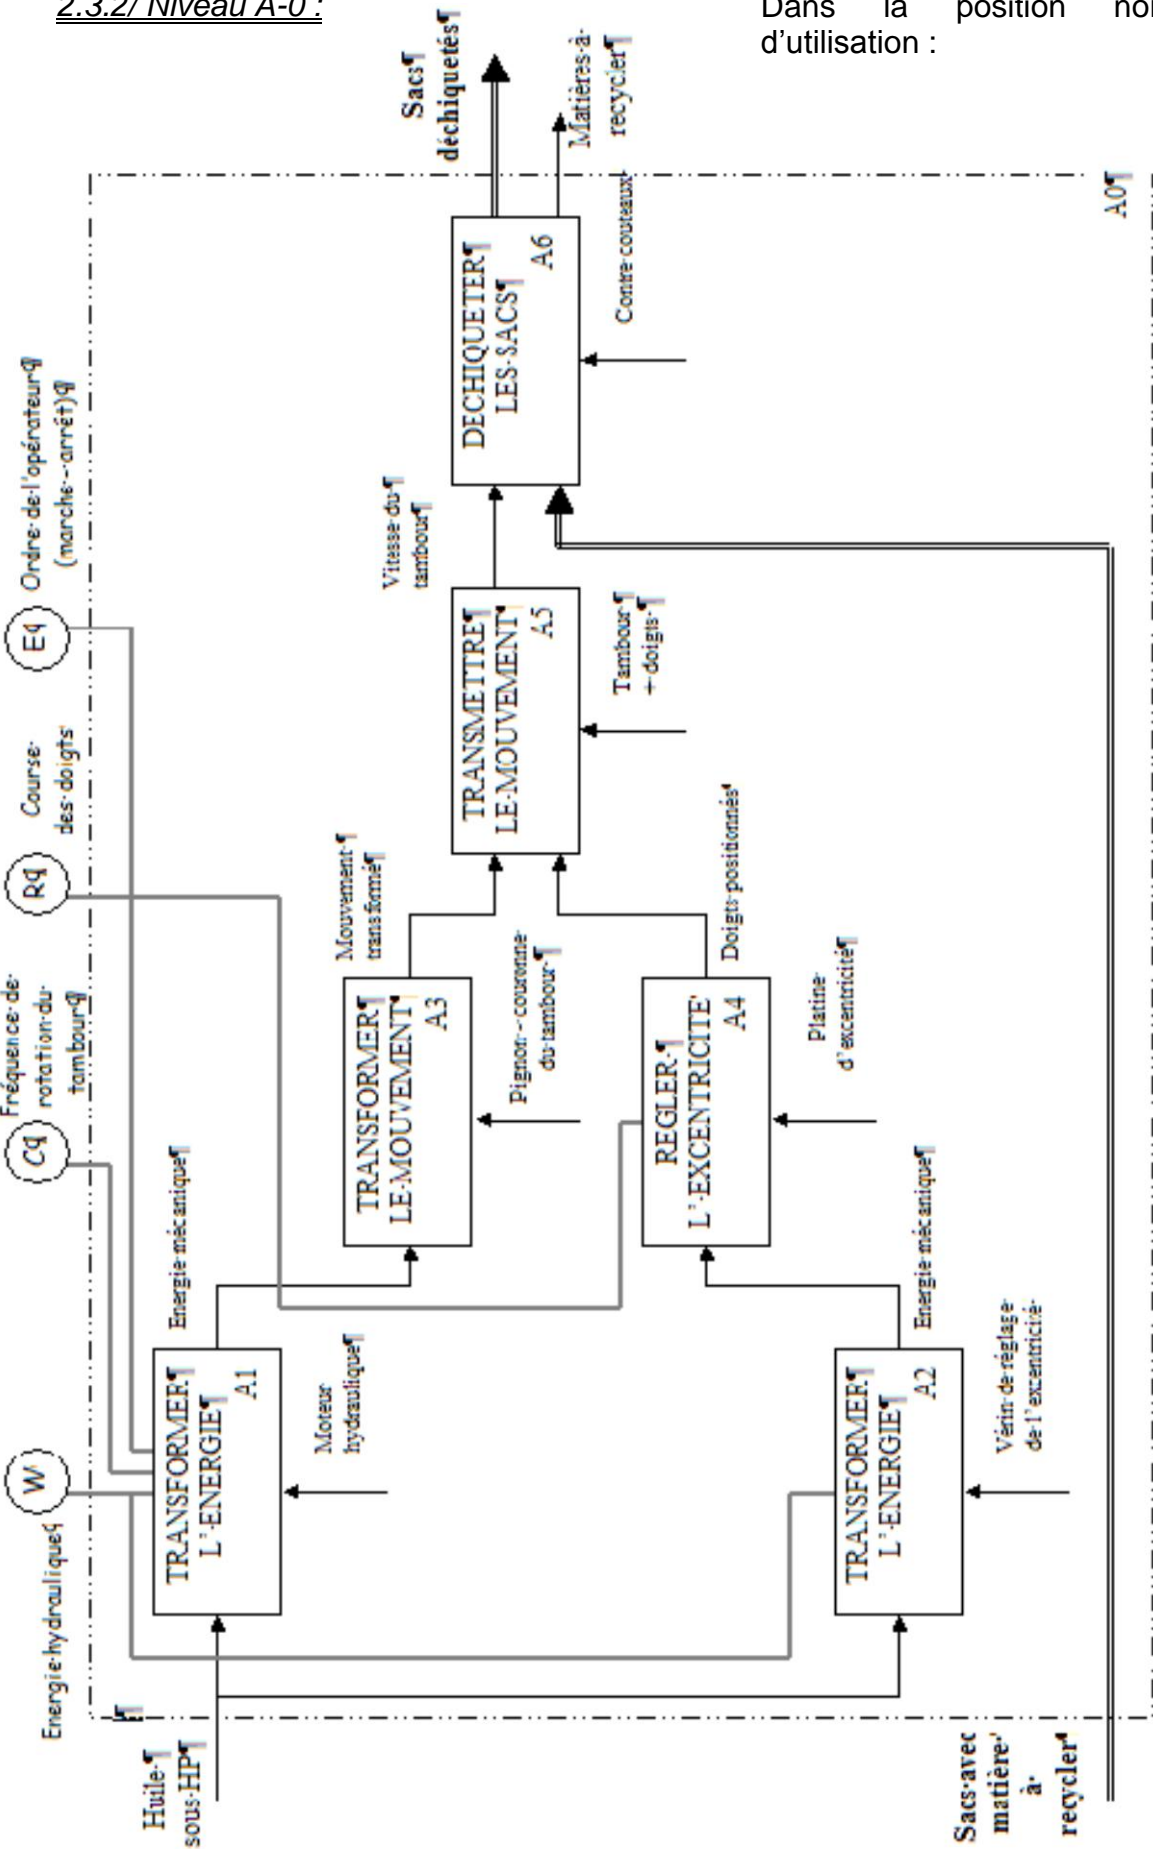 2.3.2/ Niveau A-0 :
Dans la position
d'utilisation :
Energie hydraulique
W
C
Fréquence de
rotation du
tambour
R
Course
des doigts
E
Ordre de l'opérateur
(marche – arrêt)
Huile
sous HP
TRANSFORMER
L'ENERGIE
A1
Moteur
hydraulique
Energie mécanique
TRANSFORMER
LE MOUVEMENT
A3
Pignon – couronne
du tambour
Mouvement
transformé
TRANSMETTRE
LE MOUVEMENT
A5
Tambour
+ doigts
Vitesse du
tambour
DECHIQUETER
LES SACS
A6
Contre couteaux
Sacs
déchiquetés
Matières à
recycler
REGLER
L'EXCENTRICITE
A4
Platine
d'excentricité
Doigts positionnés
TRANSFORMER
L'ENERGIE
A2
Vérin de réglage
de l'excentricité
Energie mécanique
Sacs avec
matière
à
recycler
A0